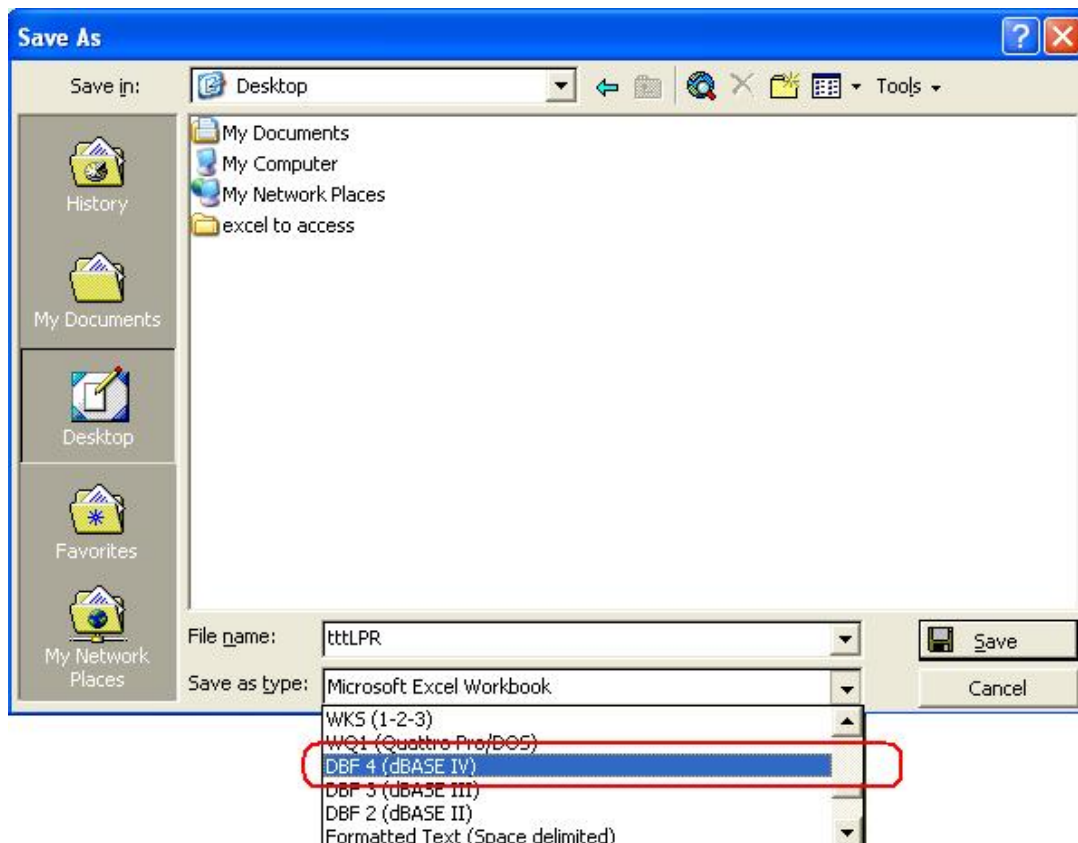 Save As
Save in:
Desktop
Tools
My Documents
My Computer
My Network Places
excel to access
History
My Documents
Desktop
Favorites
My Network
Places
File name:
tttLPR
Save
Save as type:
Microsoft Excel Workbook
Cancel
WKS (1-2-3)
WQ1 (Quattro Pro/DOS)
DBF 4 (dBASE IV)
DBF 3 (dBASE III)
DBF 2 (dBASE II)
Formatted Text (Space delimited)